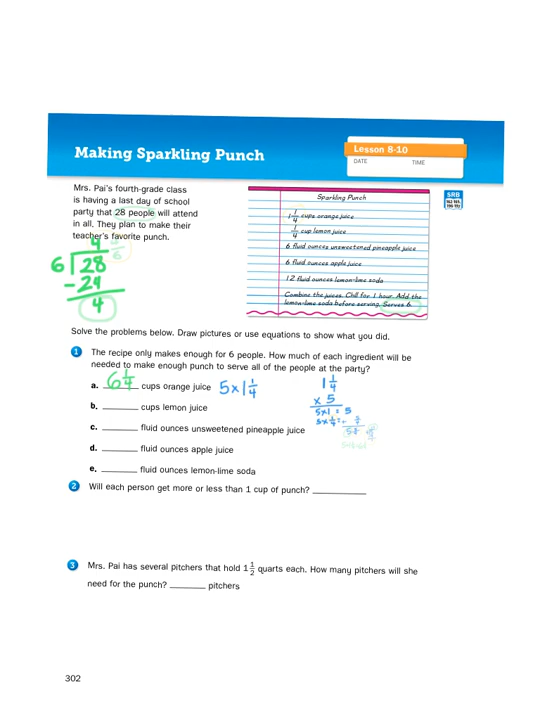 Making Sparkling Punch
Lesson 8-10
DATE TIME
SRB
Mrs. Pai's fourth-grade class
is having a last day of school
party that 28 people will attend
in all. They plan to make their
teacher's favorite punch.
4
6 28
- 24
4
Sparkling Punch
1 1/4 cups orange juice
1/4 cup lemon juice
6 fluid ounces unsweetened pineapple juice
6 fluid ounces apple juice
12 fluid ounces lemon-lime soda
Combine the juices. Chill for 1 hour. Add the
lemon-lime soda before serving. Serves 6.
Solve the problems below. Draw pictures or use equations to show what you did.
1 The recipe only makes enough for 6 people. How much of each ingredient will be
needed to make enough punch to serve all of the people at the party?
a. 6 1/4 cups orange juice 5 x 1 1/4
1 1/4
x 5
5x1 = 5
b. ______ cups lemon juice
c. ______ fluid ounces unsweetened pineapple juice
d. ______ fluid ounces apple juice
e. ______ fluid ounces lemon-lime soda
2 Will each person get more or less than 1 cup of punch? ______
3 Mrs. Pai has several pitchers that hold 1 1/2 quarts each. How many pitchers will she
need for the punch? ______ pitchers
302